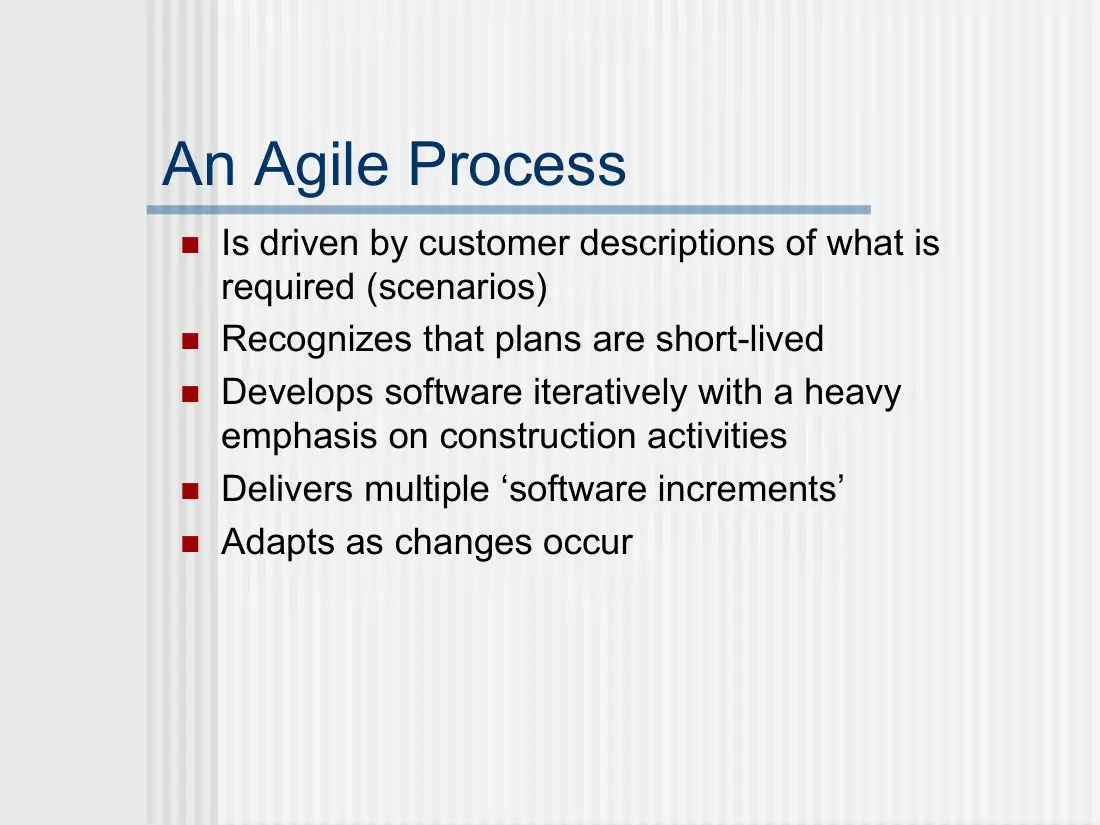 An Agile Process
Is driven by customer descriptions of what is
required (scenarios)
Recognizes that plans are short-lived
Develops software iteratively with a heavy
emphasis on construction activities
Delivers multiple ‘software increments’
Adapts as changes occur